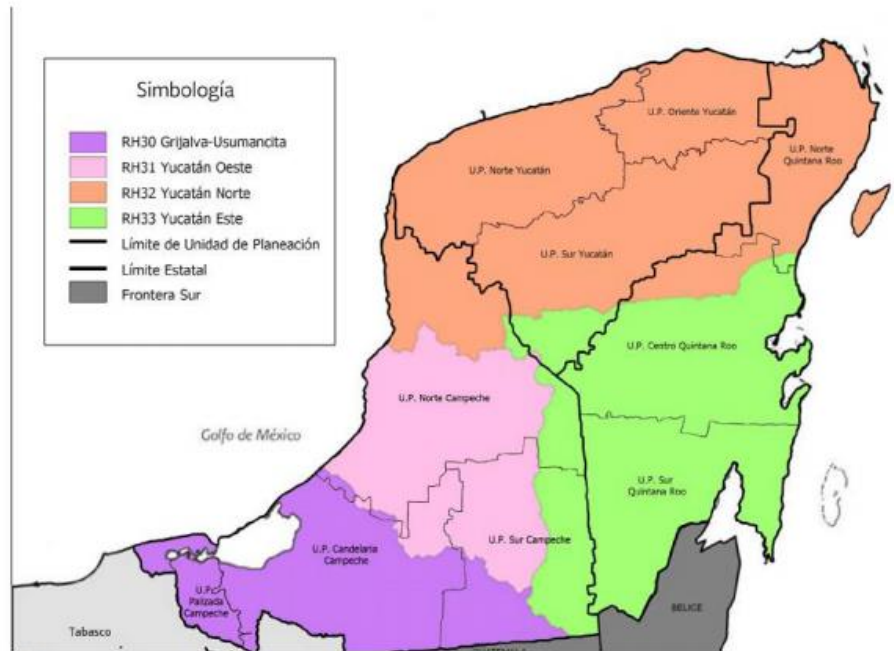 Simbología
RH30 Grijalva-Usumancita
RH31 Yucatán Oeste
RH32 Yucatán Norte
RH33 Yucatán Este
Límite de Unidad de Planeación
Límite Estatal
Frontera Sur
U.P. Oriente Yucatán
U.P. Norte
Quintana Roo
U.P. Norte Yucatán
U.P. Sur Yucatán
U.P. Centro Quintana Roo
U.P. Norte Campeche
Golfo de México
U.P. Sur
Quintana Roo
U.P. Sur Campeche
U.P. Candelaria
Campeche
U.P.
Palizada
Campeche
BELICE
Tabasco